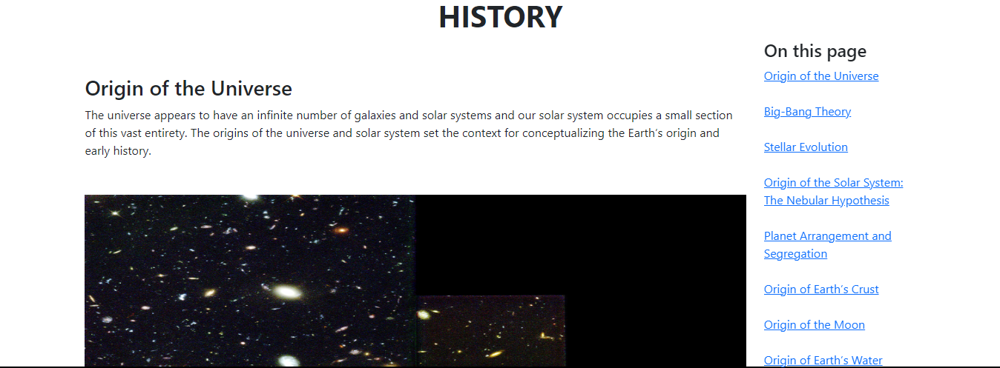 HISTORY
Origin of the Universe
The universe appears to have an infinite number of galaxies and solar systems and our solar system occupies a small section
of this vast entirety. The origins of the universe and solar system set the context for conceptualizing the Earth’s origin and
early history.
On this page
Origin of the Universe
Big-Bang Theory
Stellar Evolution
Origin of the Solar System:
The Nebular Hypothesis
Planet Arrangement and
Segregation
Origin of Earth’s Crust
Origin of the Moon
Origin of Earth’s Water